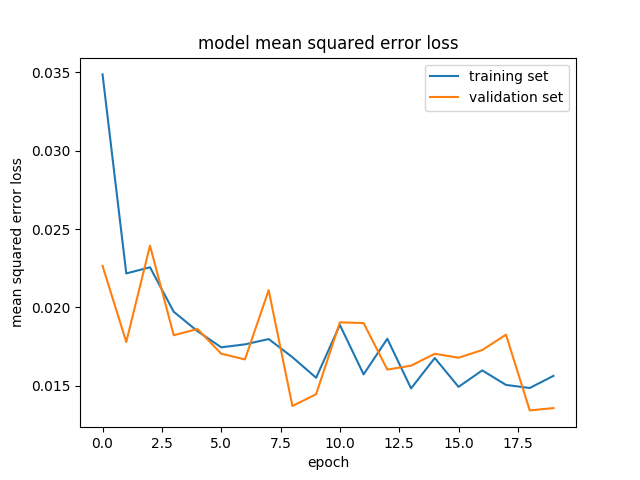 model mean squared error loss
training set
validation set
0.035
0.030
0.025
0.020
0.015
mean squared error loss
0.0 2.5 5.0 7.5 10.0 12.5 15.0 17.5
epoch